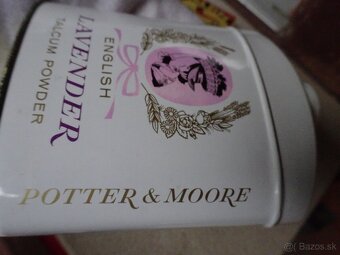 ENGLISH
LAVENDER
TALCUM POWDER
POTTER & MOORE
© Bazos.sk